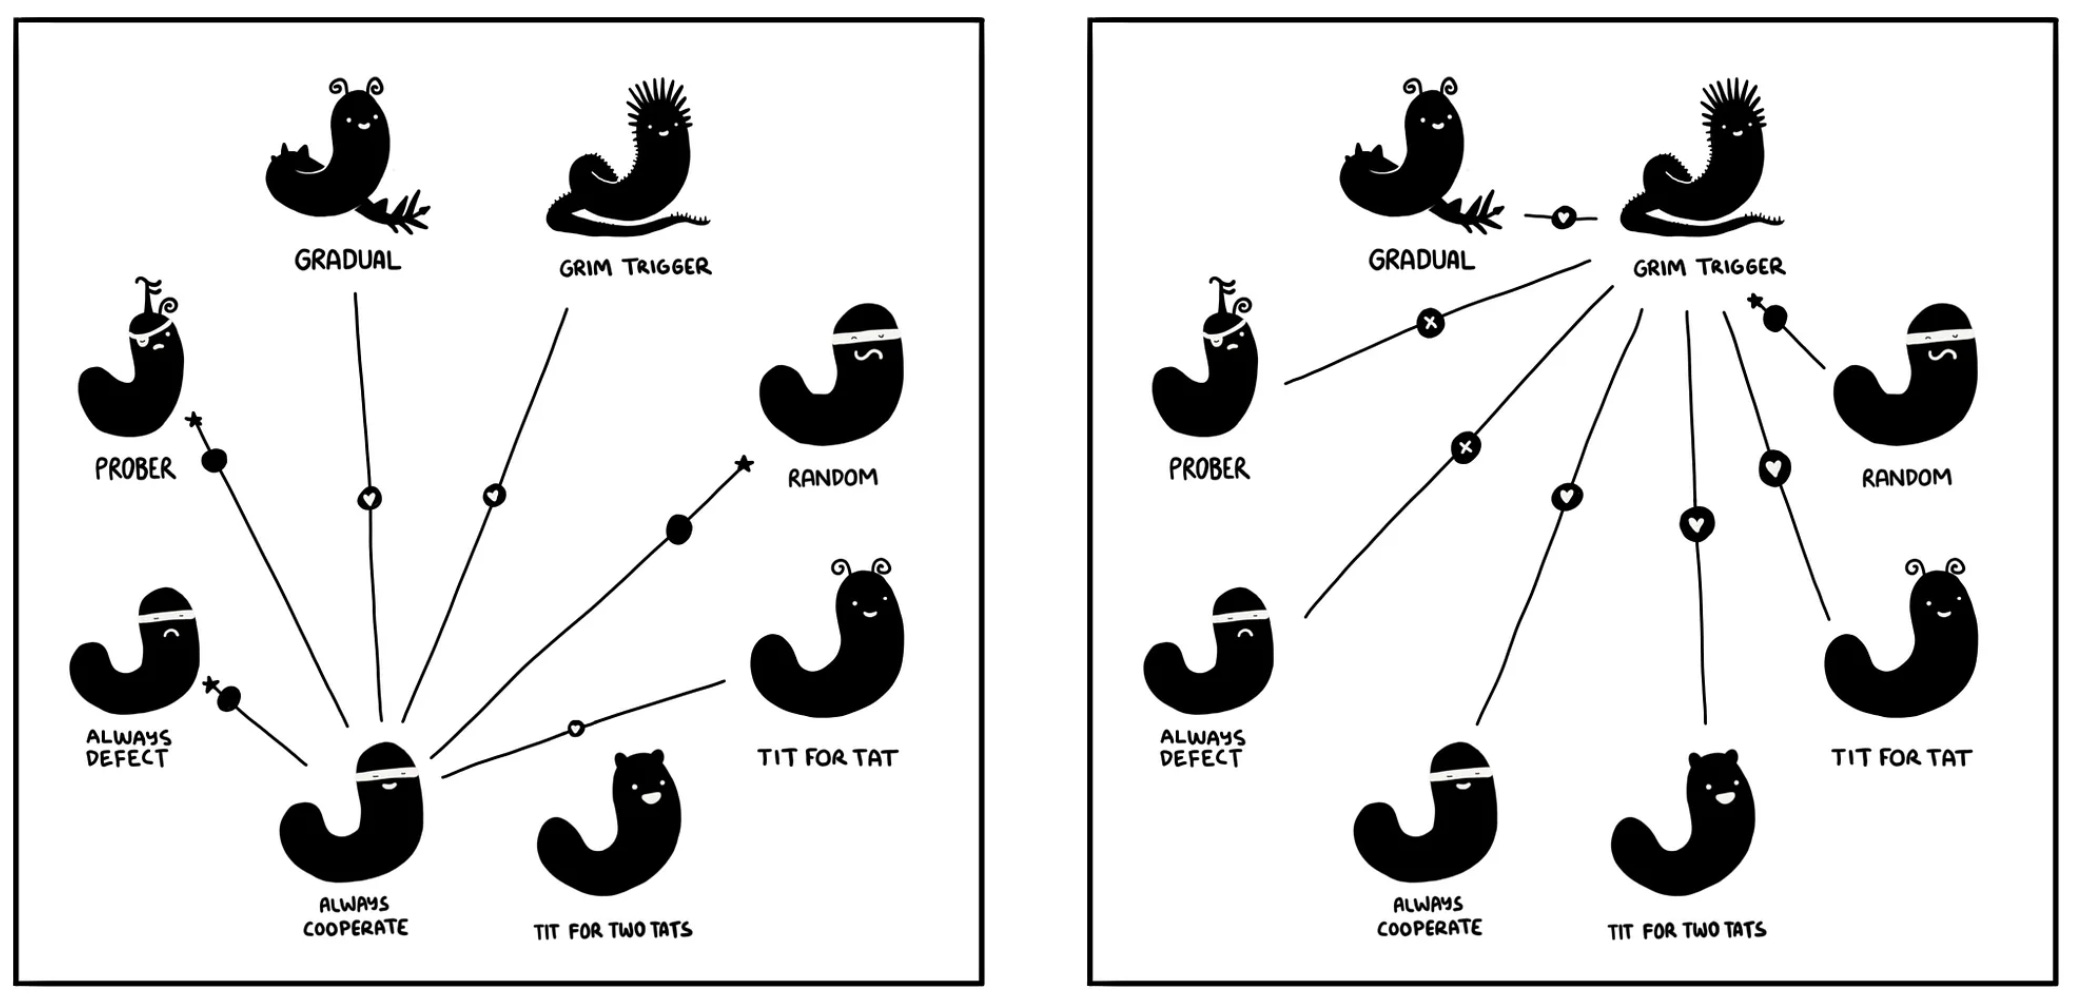 GRADUAL
GRIM TRIGGER
PROBER
RANDOM
ALWAYS
DEFECT
TIT FOR TAT
ALWAYS
COOPERATE
TIT FOR TWO TATS
GRADUAL
GRIM TRIGGER
PROBER
RANDOM
ALWAYS
DEFECT
TIT FOR TAT
ALWAYS
COOPERATE
TIT FOR TWO TATS